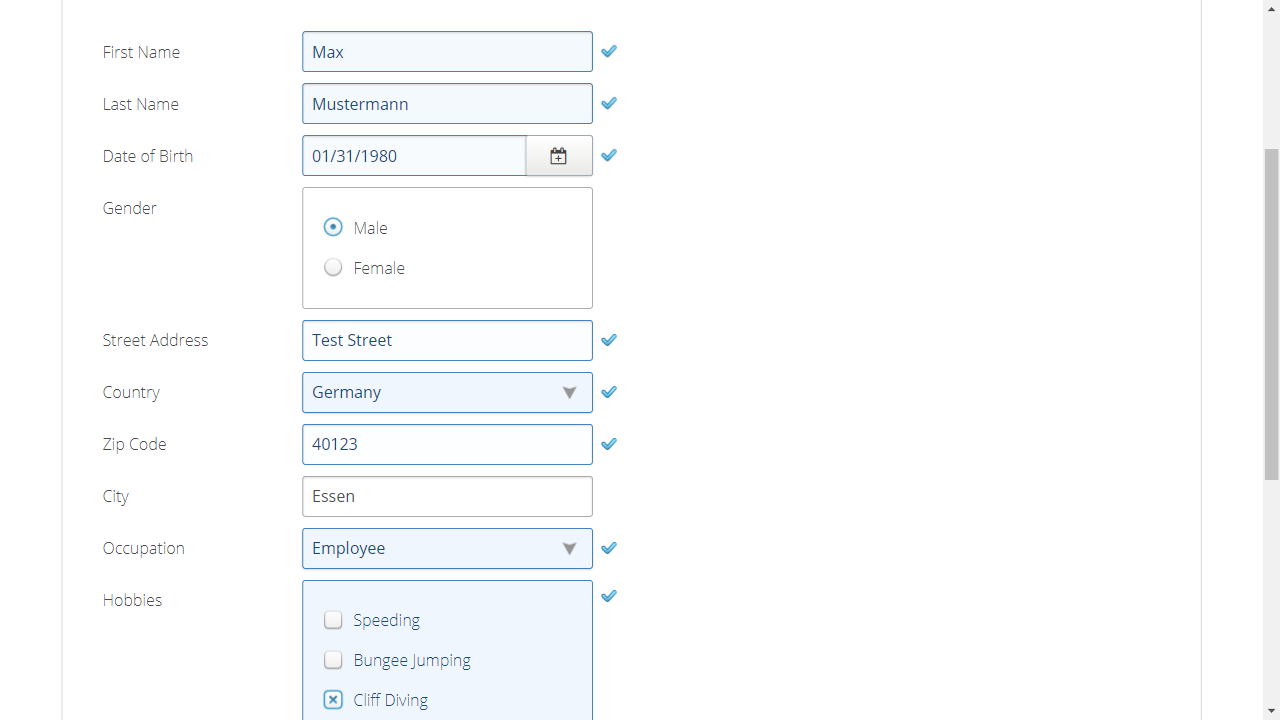 First Name Max
Last Name Mustermann
Date of Birth 01/31/1980
Gender
Male
Female
Street Address Test Street
Country Germany
Zip Code 40123
City Essen
Occupation Employee
Hobbies
Speeding
Bungee Jumping
Cliff Diving